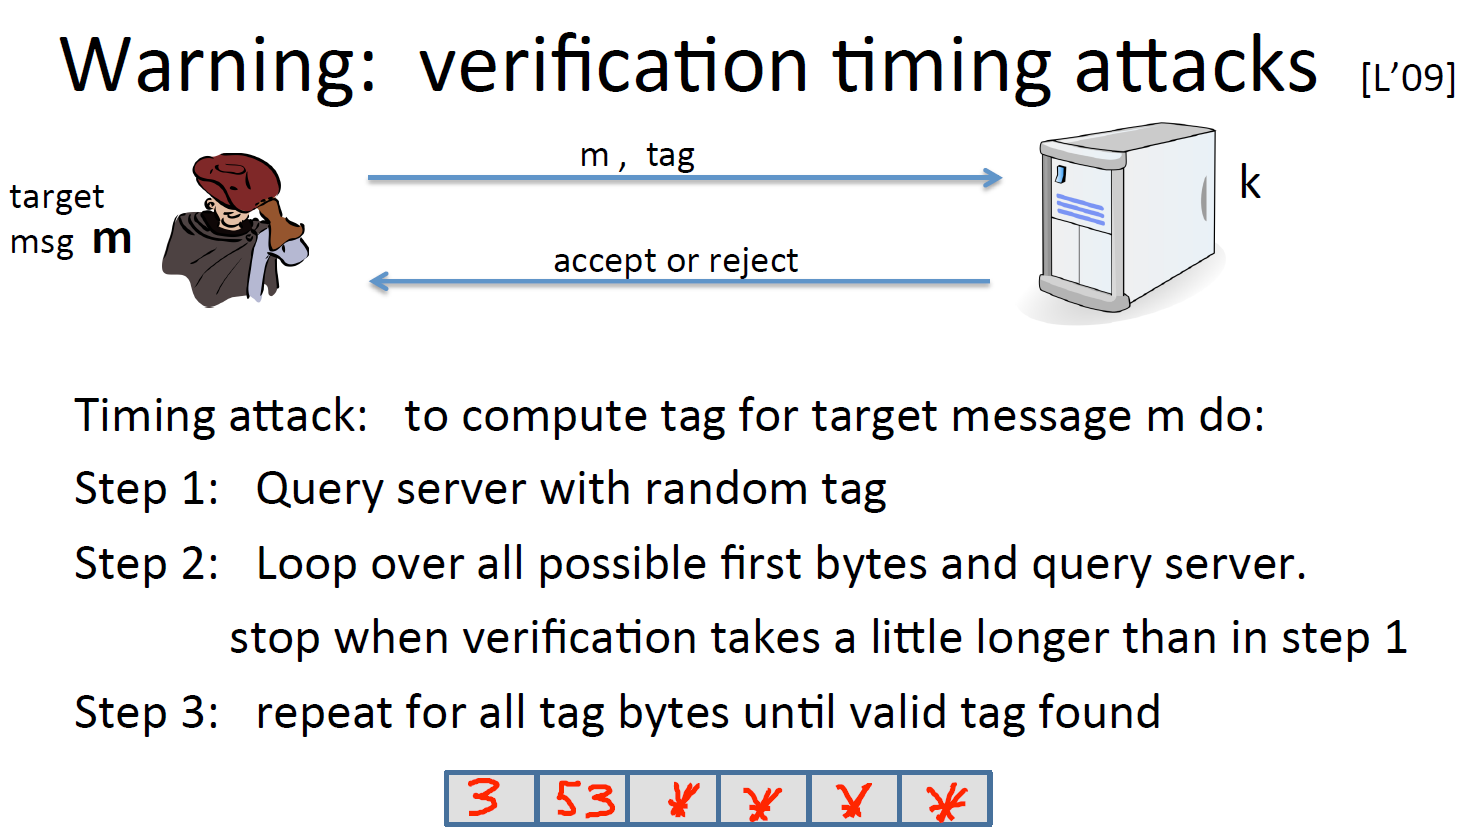 Warning: verification timing attacks [L’09]
m , tag
target
msg m
k
accept or reject
Timing attack: to compute tag for target message m do:
Step 1: Query server with random tag
Step 2: Loop over all possible first bytes and query server.
stop when verification takes a little longer than in step 1
Step 3: repeat for all tag bytes until valid tag found
3 53 * * * *